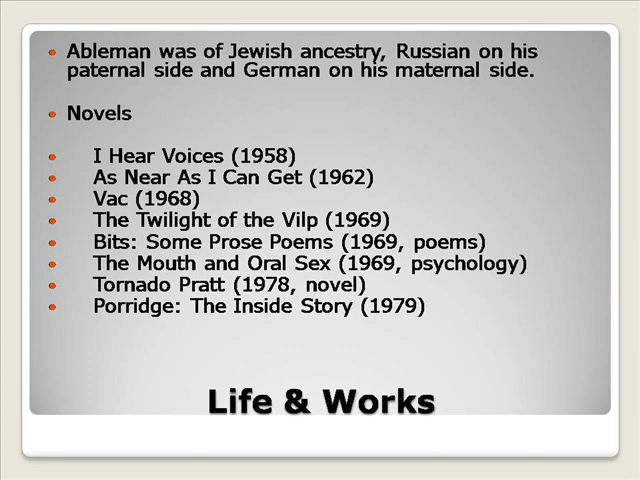 Ableman was of Jewish ancestry, Russian on his
paternal side and German on his maternal side.
Novels
I Hear Voices (1958)
As Near As I Can Get (1962)
Vac (1968)
The Twilight of the Vilp (1969)
Bits: Some Prose Poems (1969, poems)
The Mouth and Oral Sex (1969, psychology)
Tornado Pratt (1978, novel)
Porridge: The Inside Story (1979)
Life & Works